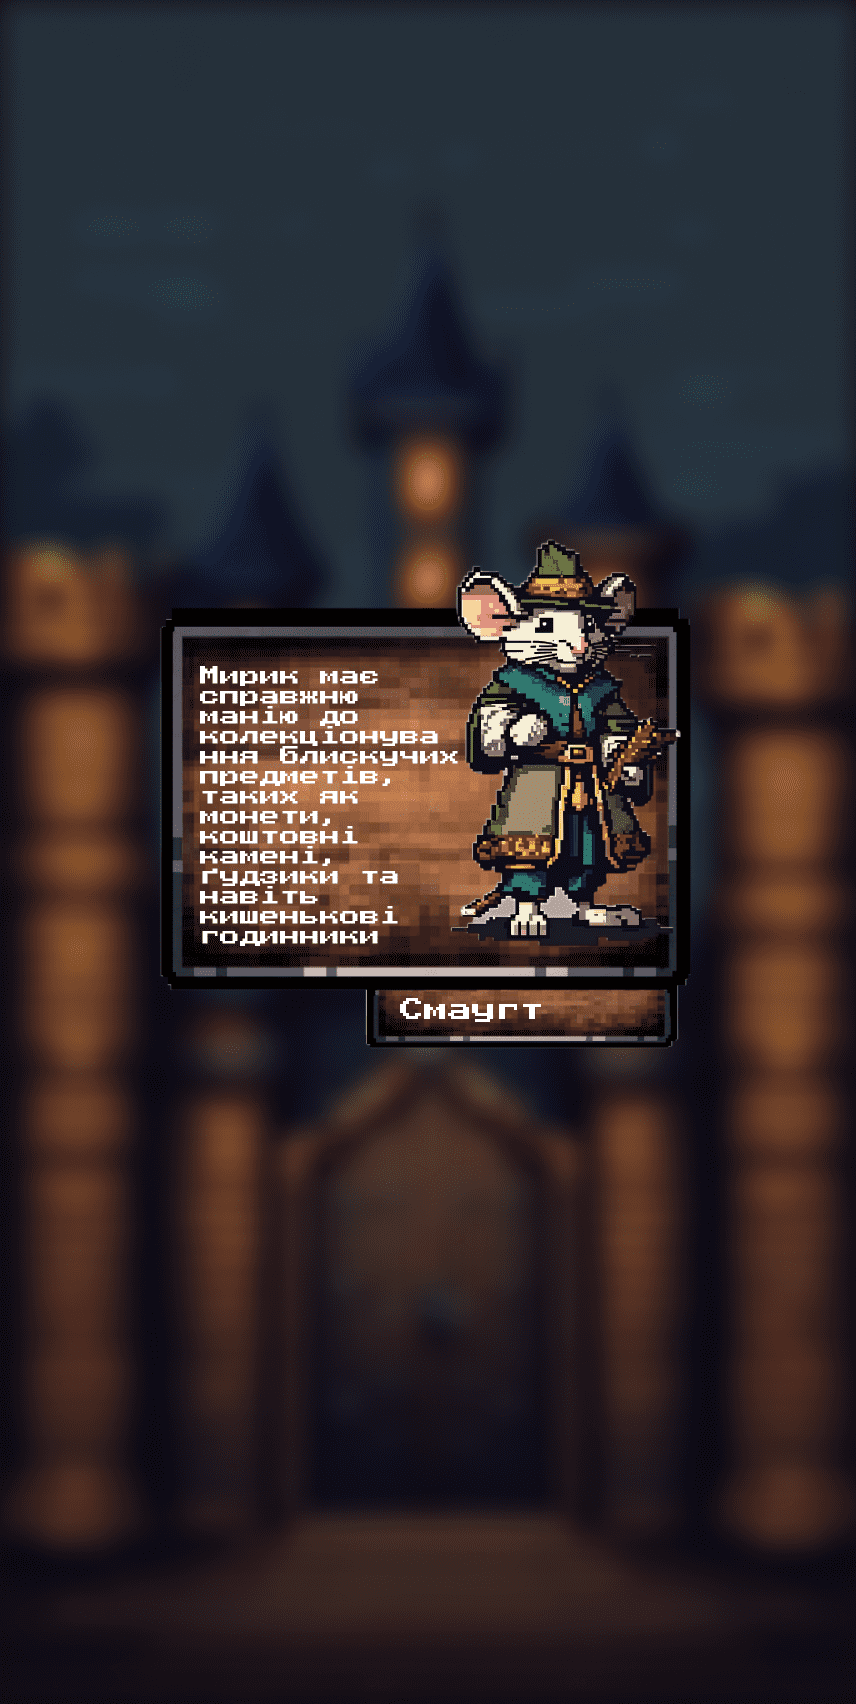 Мирик має
справжню
манію до
колекціонува
ння блискучих
предметів,
таких як
монети,
коштовні
камені,
ґудзики та
навіть
кишенькові
годинники
Смаугт